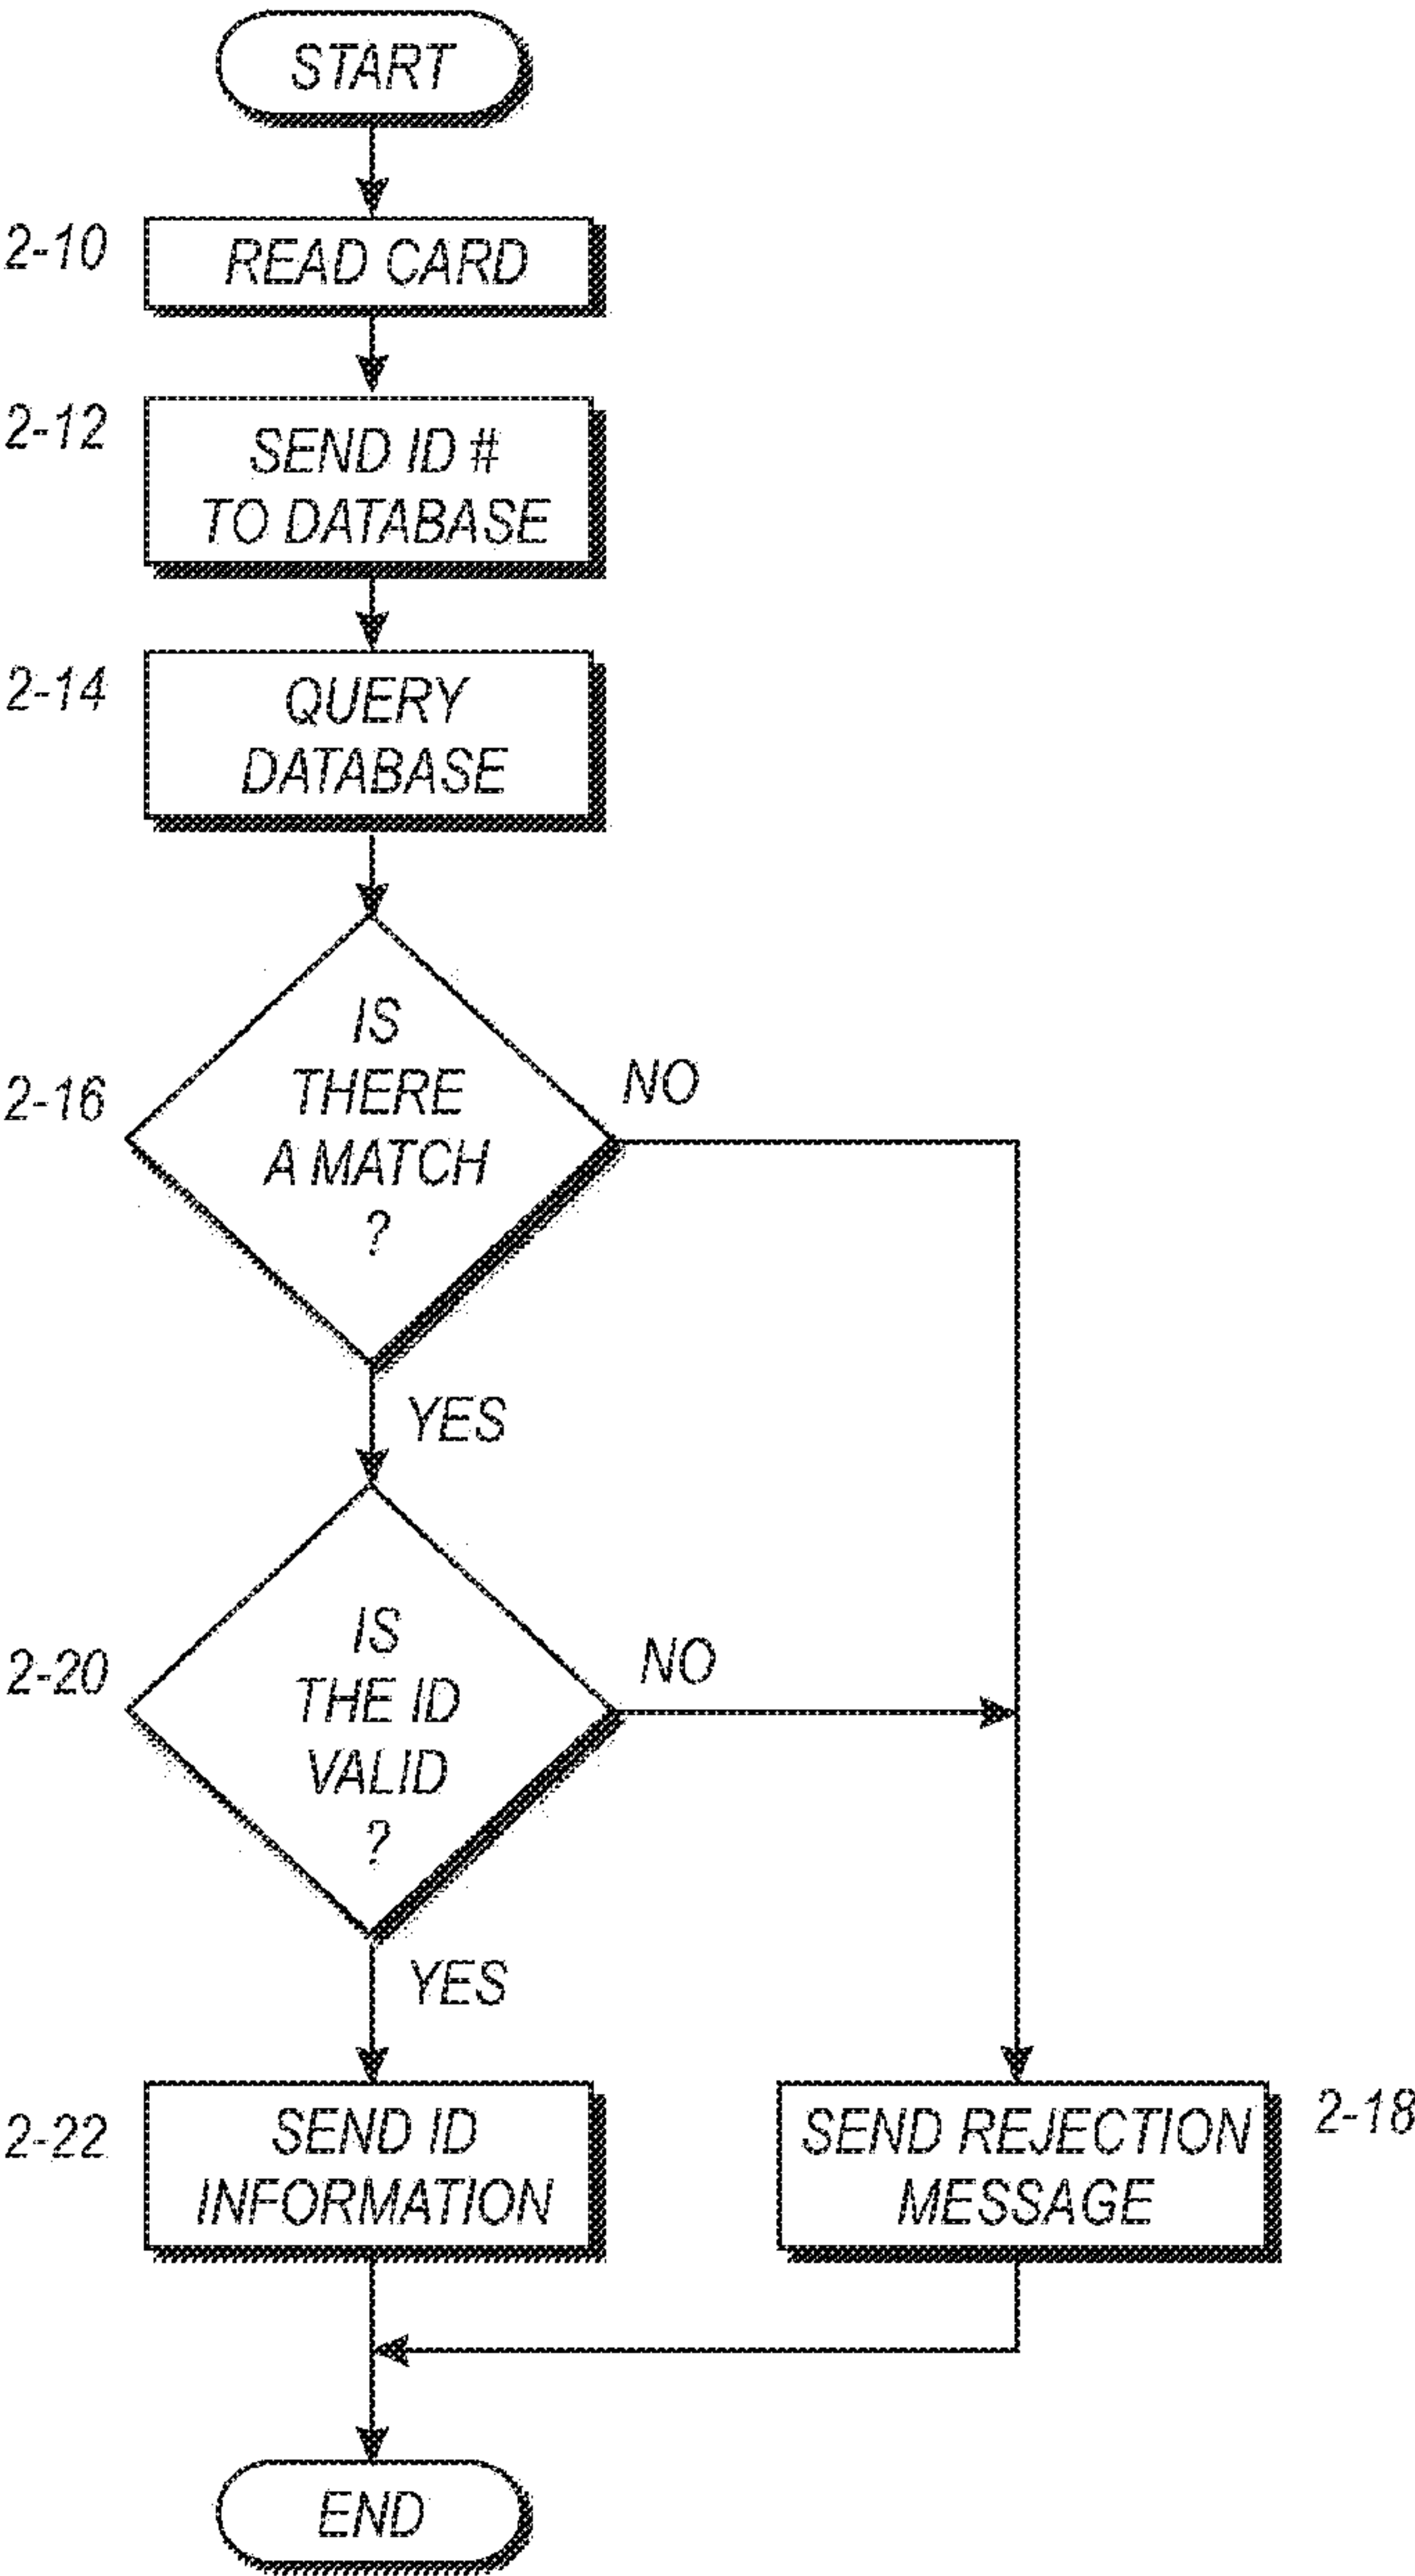 START
2-10
READ CARD
2-12
SEND ID #
TO DATABASE
2-14
QUERY
DATABASE
2-16
IS
THERE
A MATCH
?
NO
YES
2-20
IS
THE ID
VALID
?
NO
YES
2-22
SEND ID
INFORMATION
SEND REJECTION
MESSAGE
2-18
END